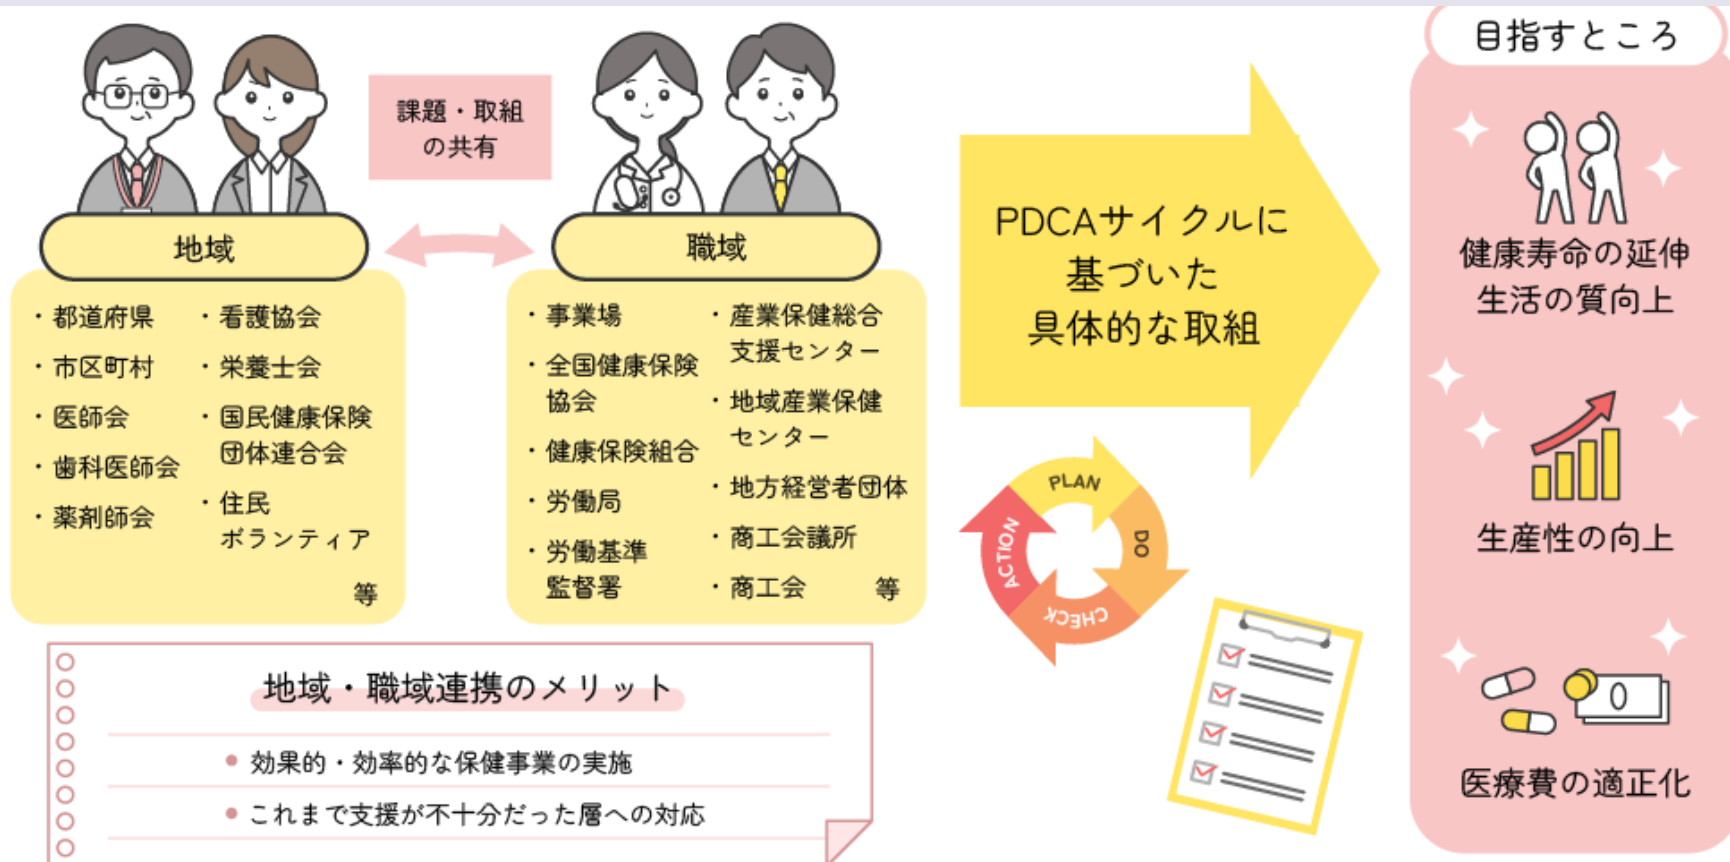 課題・取組
の共有
地域
・都道府県
・市区町村
・医師会
・歯科医師会
・薬剤師会
・看護協会
・栄養士会
・国民健康保険
団体連合会
・住民
ボランティア
等
職域
・事業場
・全国健康保険
協会
・健康保険組合
・労働局
・労働基準
監督署
・産業保健総合
支援センター
・地域産業保健
センター
・地方経営者団体
・商工会議所
・商工会
等
地域・職域連携のメリット
● 効果的・効率的な保健事業の実施
● これまで支援が不十分だった層への対応
PDCAサイクルに
基づいた
具体的な取組
PLAN
DO
CHECK
ACTION
目指すところ
健康寿命の延伸
生活の質向上
生産性の向上
0
医療費の適正化